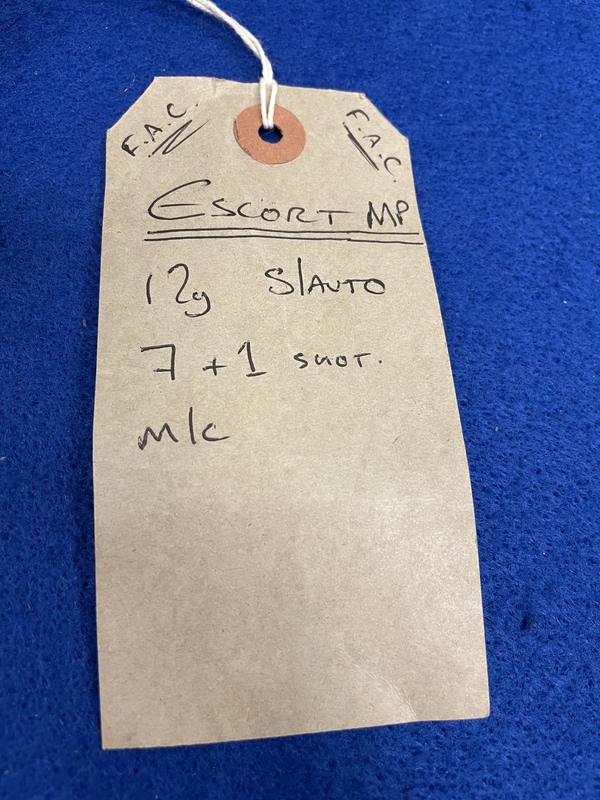 F.A.C.
F.A.C.
ESCORT MP
12g S/AUTO
7+1 SHOT.
M/C